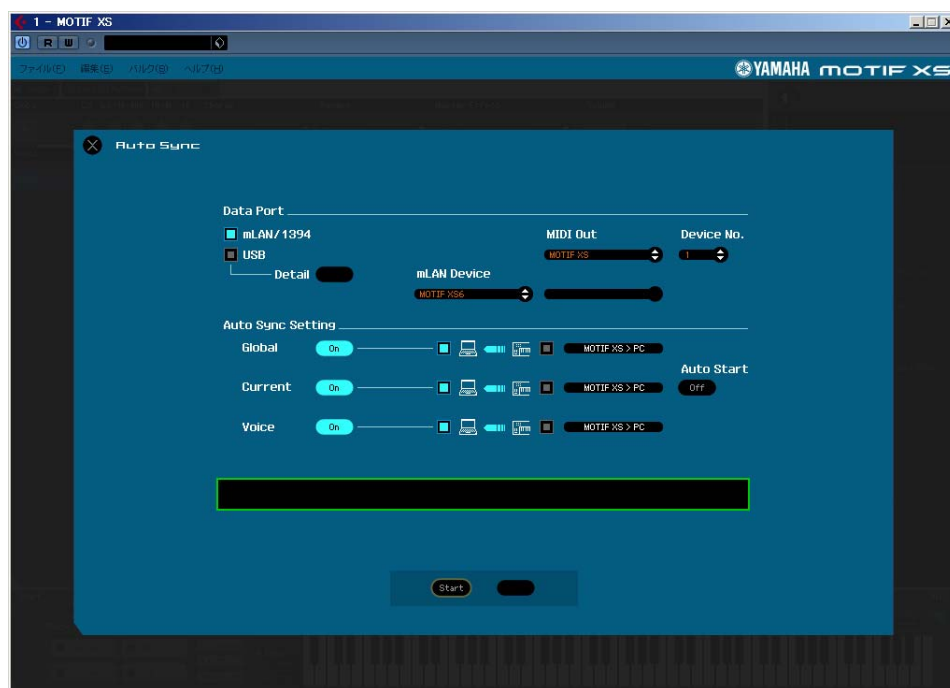 1 - MOTIF XS
R W
ファイル(F) 編集(E) バルク(B) ヘルプ(H)
YAMAHA MOTIF XS
Auto Sync
Data Port
mLAN/1394
MIDI Out
Device No.
USB
MOTIF XS
1
Detail
mLAN Device
MOTIF XS6
Auto Sync Setting
Global
On
MOTIF XS > PC
Auto Start
Current
On
MOTIF XS > PC
Off
Voice
On
MOTIF XS > PC
Start